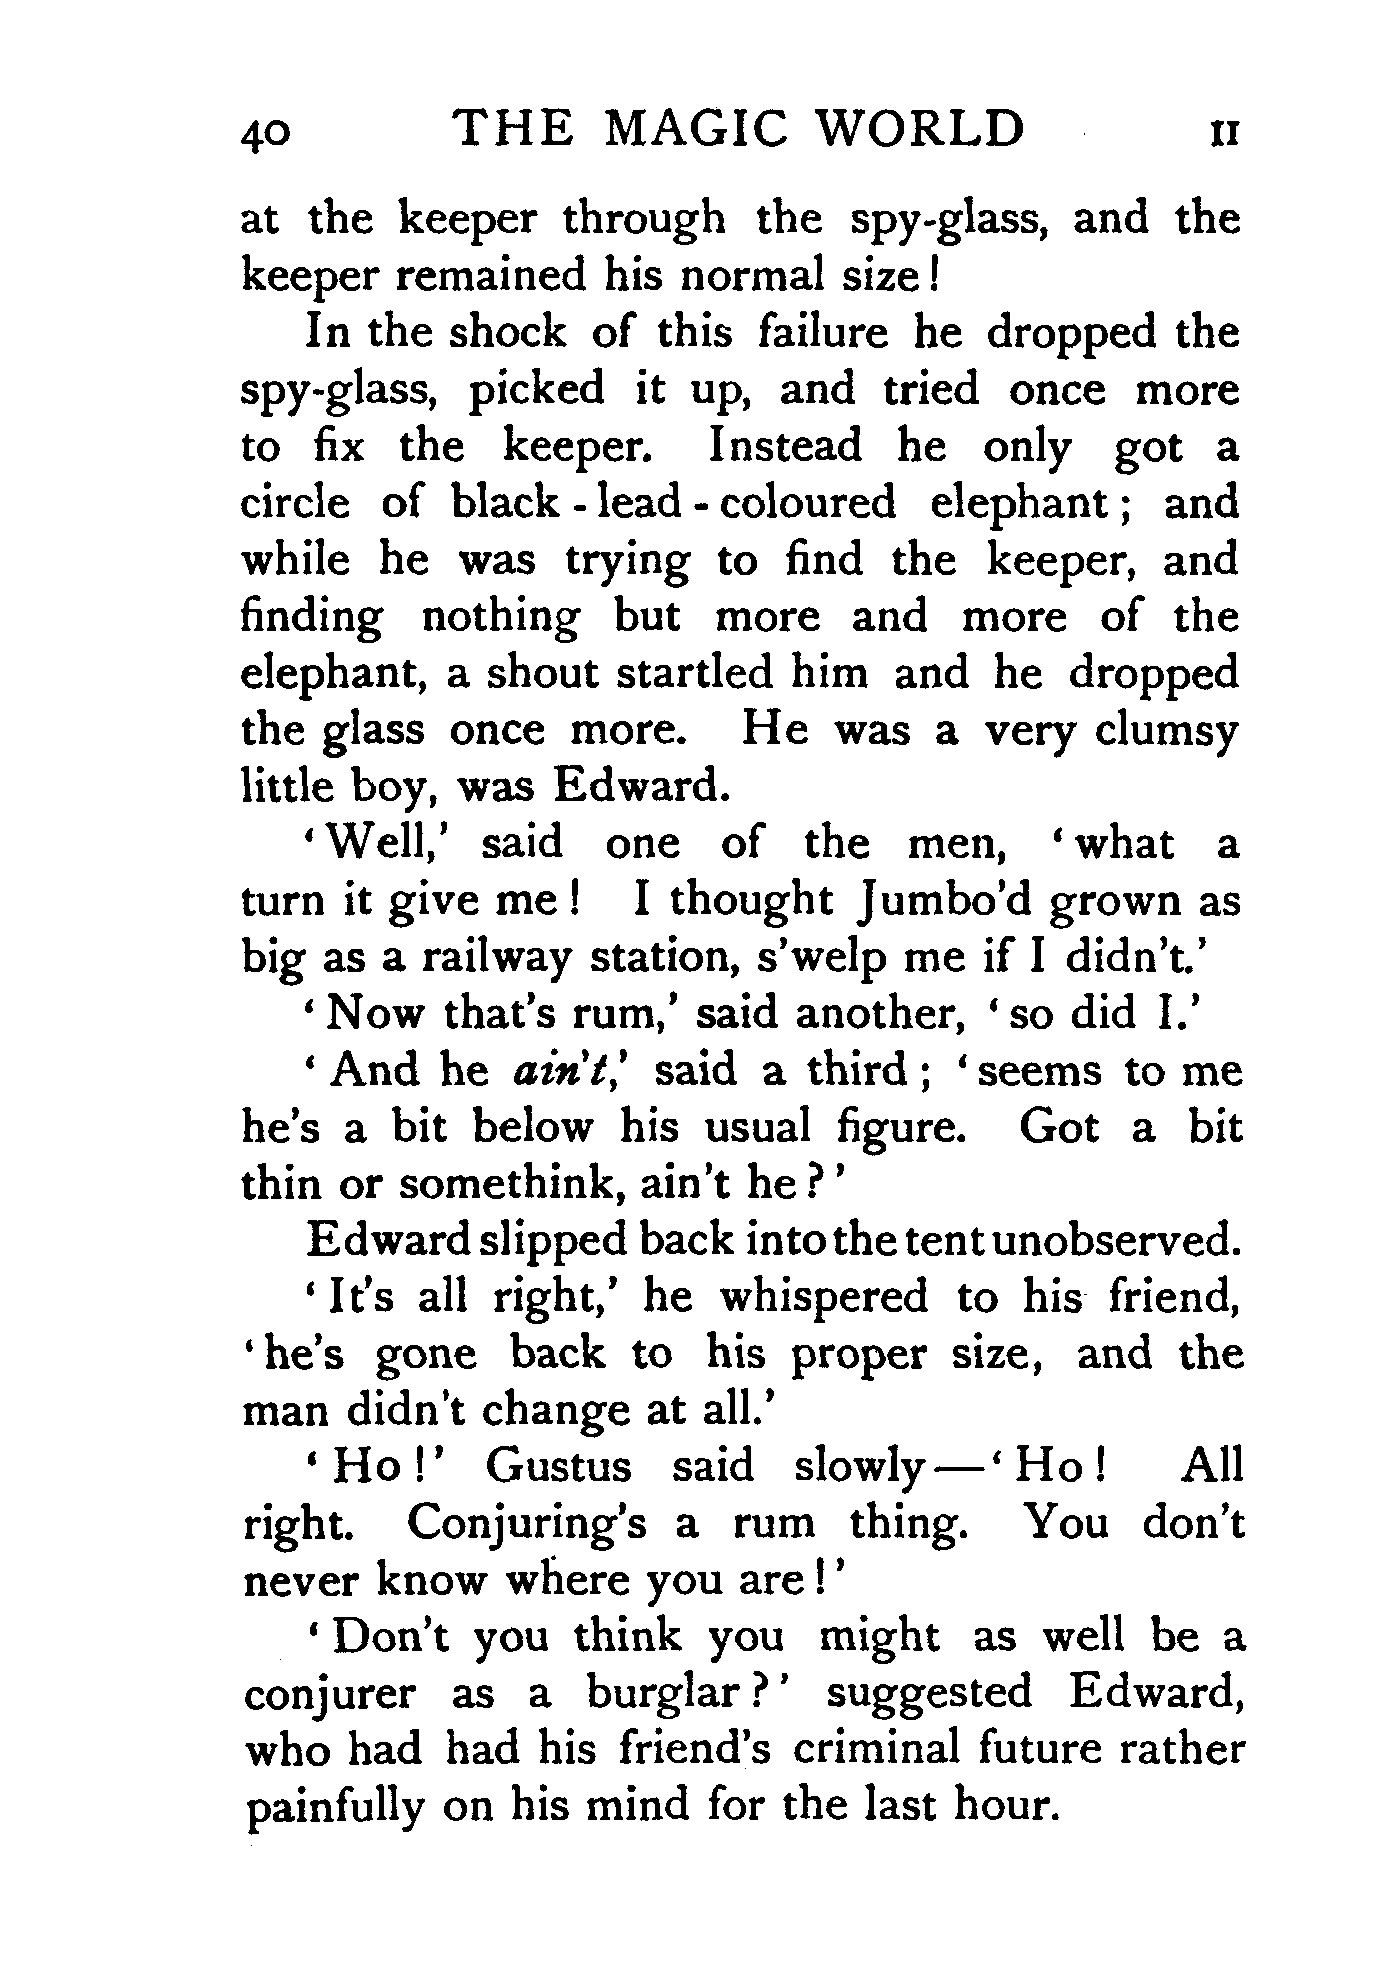 40 THE MAGIC WORLD II
at the keeper through the spy-glass, and the
keeper remained his normal size!
In the shock of this failure he dropped the
spy-glass, picked it up, and tried once more
to fix the keeper. Instead he only got a
circle of black-lead-coloured elephant; and
while he was trying to find the keeper, and
finding nothing but more and more of the
elephant, a shout startled him and he dropped
the glass once more. He was a very clumsy
little boy, was Edward.
‘Well,’ said one of the men, ‘what a
turn it give me! I thought Jumbo’d grown as
big as a railway station, s’welp me if I didn’t.’
‘Now that’s rum,’ said another, ‘so did I.’
‘And he ain’t,’ said a third; ‘seems to me
he’s a bit below his usual figure. Got a bit
thin or somethink, ain’t he?’
Edward slipped back into the tent unobserved.
‘It’s all right,’ he whispered to his friend,
‘he’s gone back to his proper size, and the
man didn’t change at all.’
‘Ho!’ Gustus said slowly—‘Ho! All
right. Conjuring’s a rum thing. You don’t
never know where you are!’
‘Don’t you think you might as well be a
conjurer as a burglar?’ suggested Edward,
who had had his friend’s criminal future rather
painfully on his mind for the last hour.